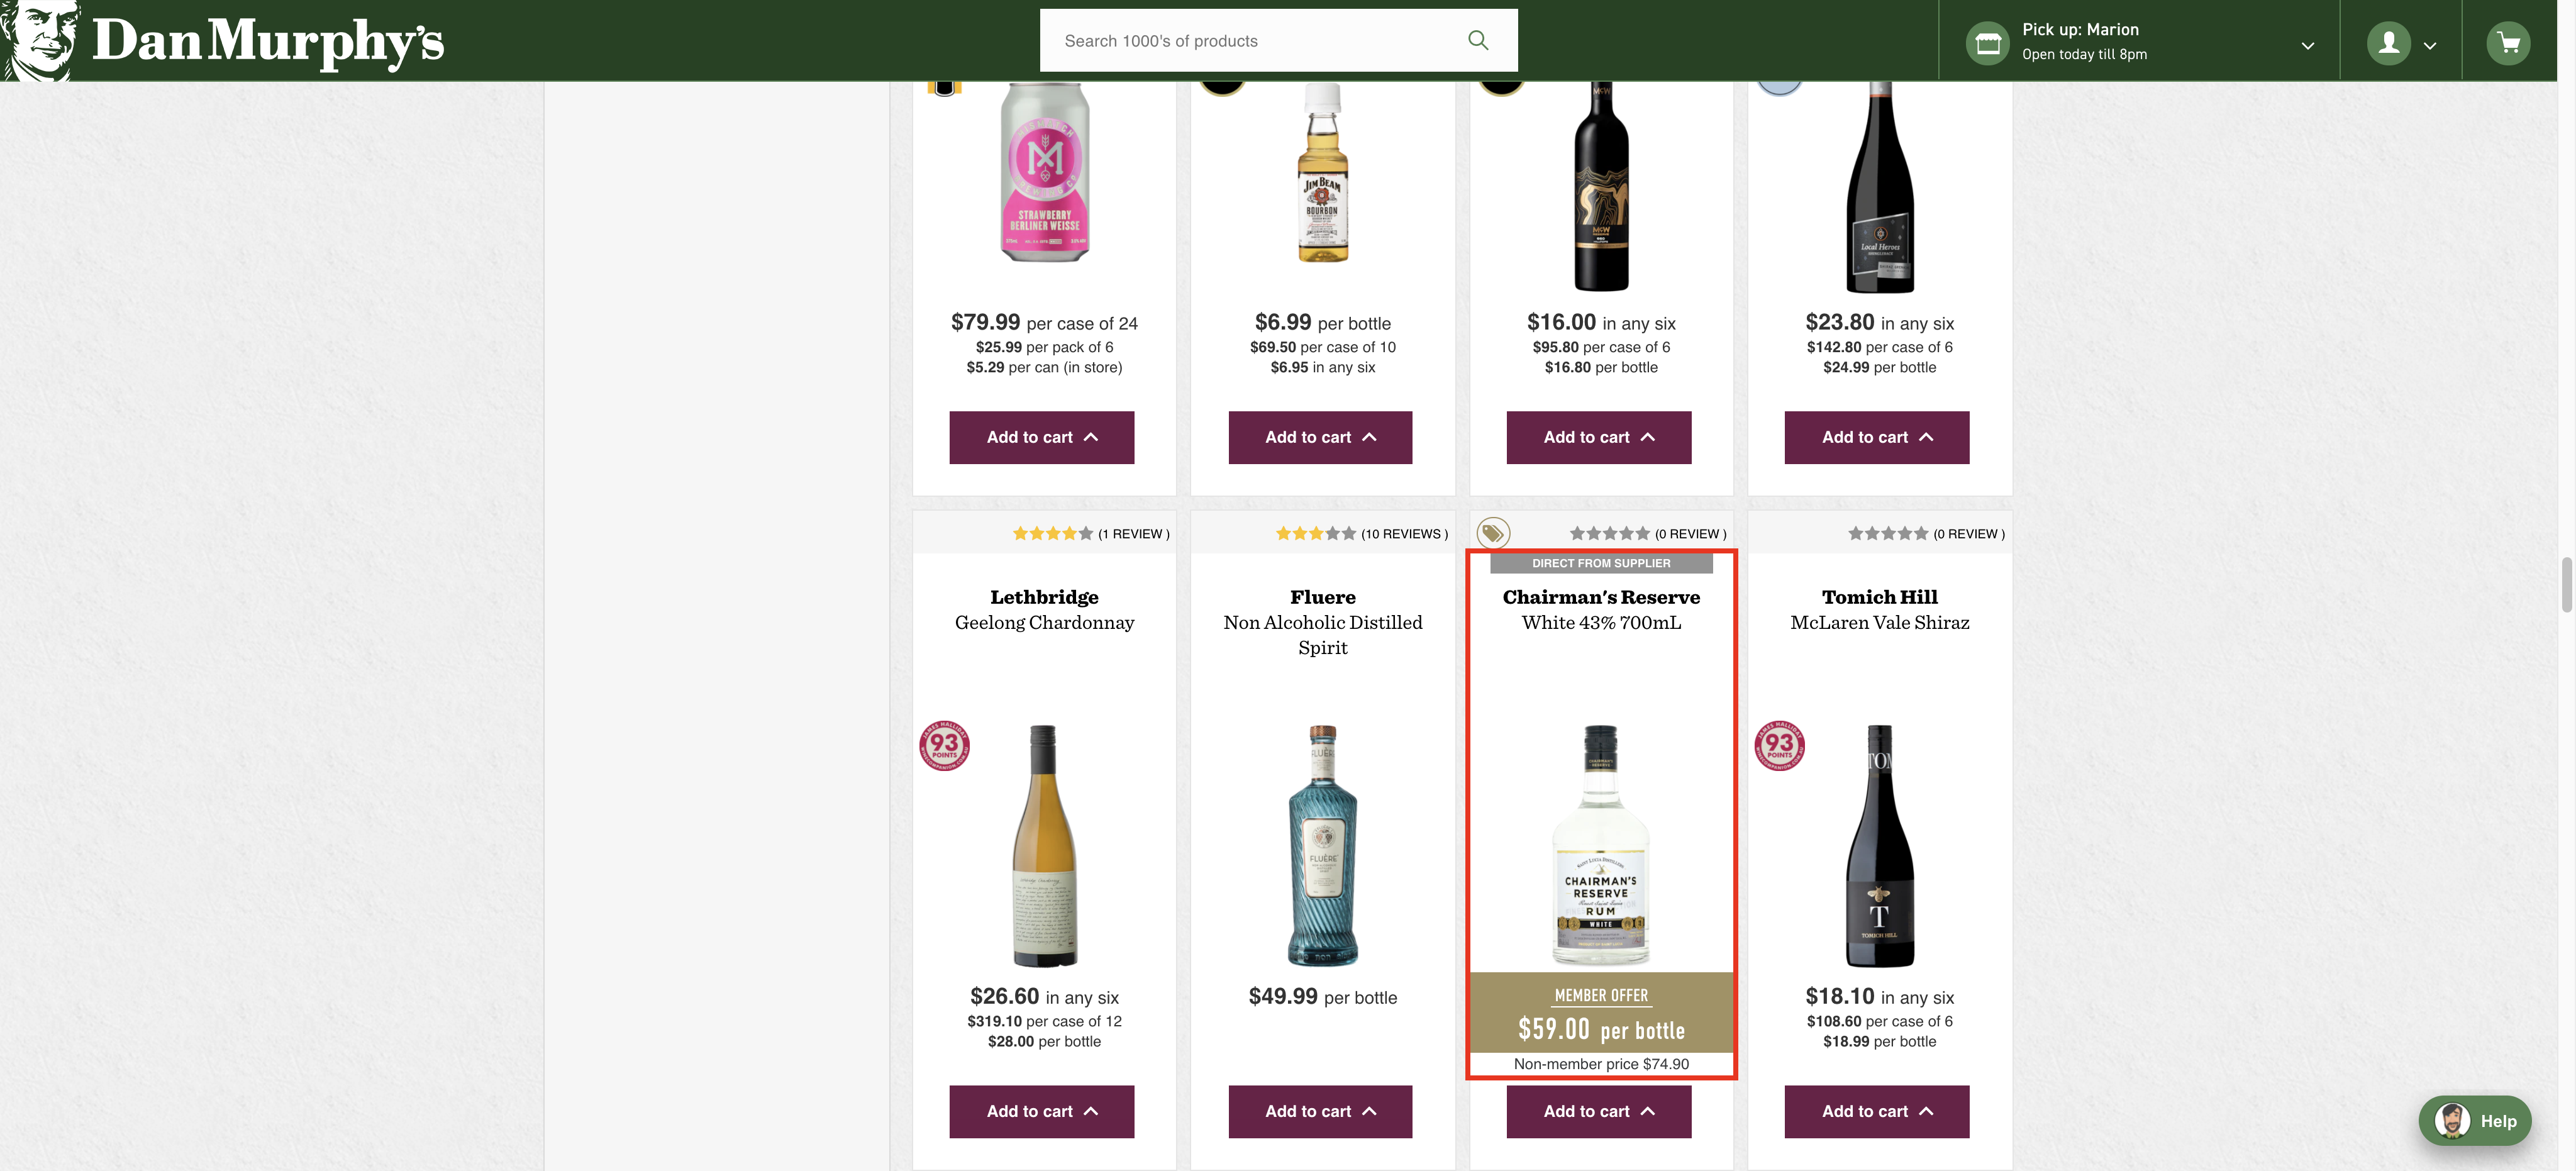 Dan Murphy's
Search 1000's of products
Pick up: Marion
Open today till 8pm
STRAWBERRY
BERLINER WEISSE
JIM BEAM
BOURBON
McW
McW
Local Heroes
$79.99 per case of 24
$25.99 per pack of 6
$5.29 per can (in store)
Add to cart
$6.99 per bottle
$69.50 per case of 10
$6.95 in any six
Add to cart
$16.00 in any six
$95.80 per case of 6
$16.80 per bottle
Add to cart
$23.80 in any six
$142.80 per case of 6
$24.99 per bottle
Add to cart
(1 REVIEW )
Lethbridge
Geelong Chardonnay
JAMES HALLIDAY
93
POINTS
$26.60 in any six
$319.10 per case of 12
$28.00 per bottle
Add to cart
(10 REVIEWS )
Fluere
Non Alcoholic Distilled
Spirit
FLUÈRE
$49.99 per bottle
Add to cart
(0 REVIEW )
DIRECT FROM SUPPLIER
Chairman's Reserve
White 43% 700mL
CHAIRMAN'S
RESERVE
RUM
WHITE
MEMBER OFFER
$59.00 per bottle
Non-member price $74.90
Add to cart
(0 REVIEW )
Tomich Hill
McLaren Vale Shiraz
JAMES HALLIDAY
93
POINTS
TOM
T
TOMICH HILL
$18.10 in any six
$108.60 per case of 6
$18.99 per bottle
Add to cart
Help